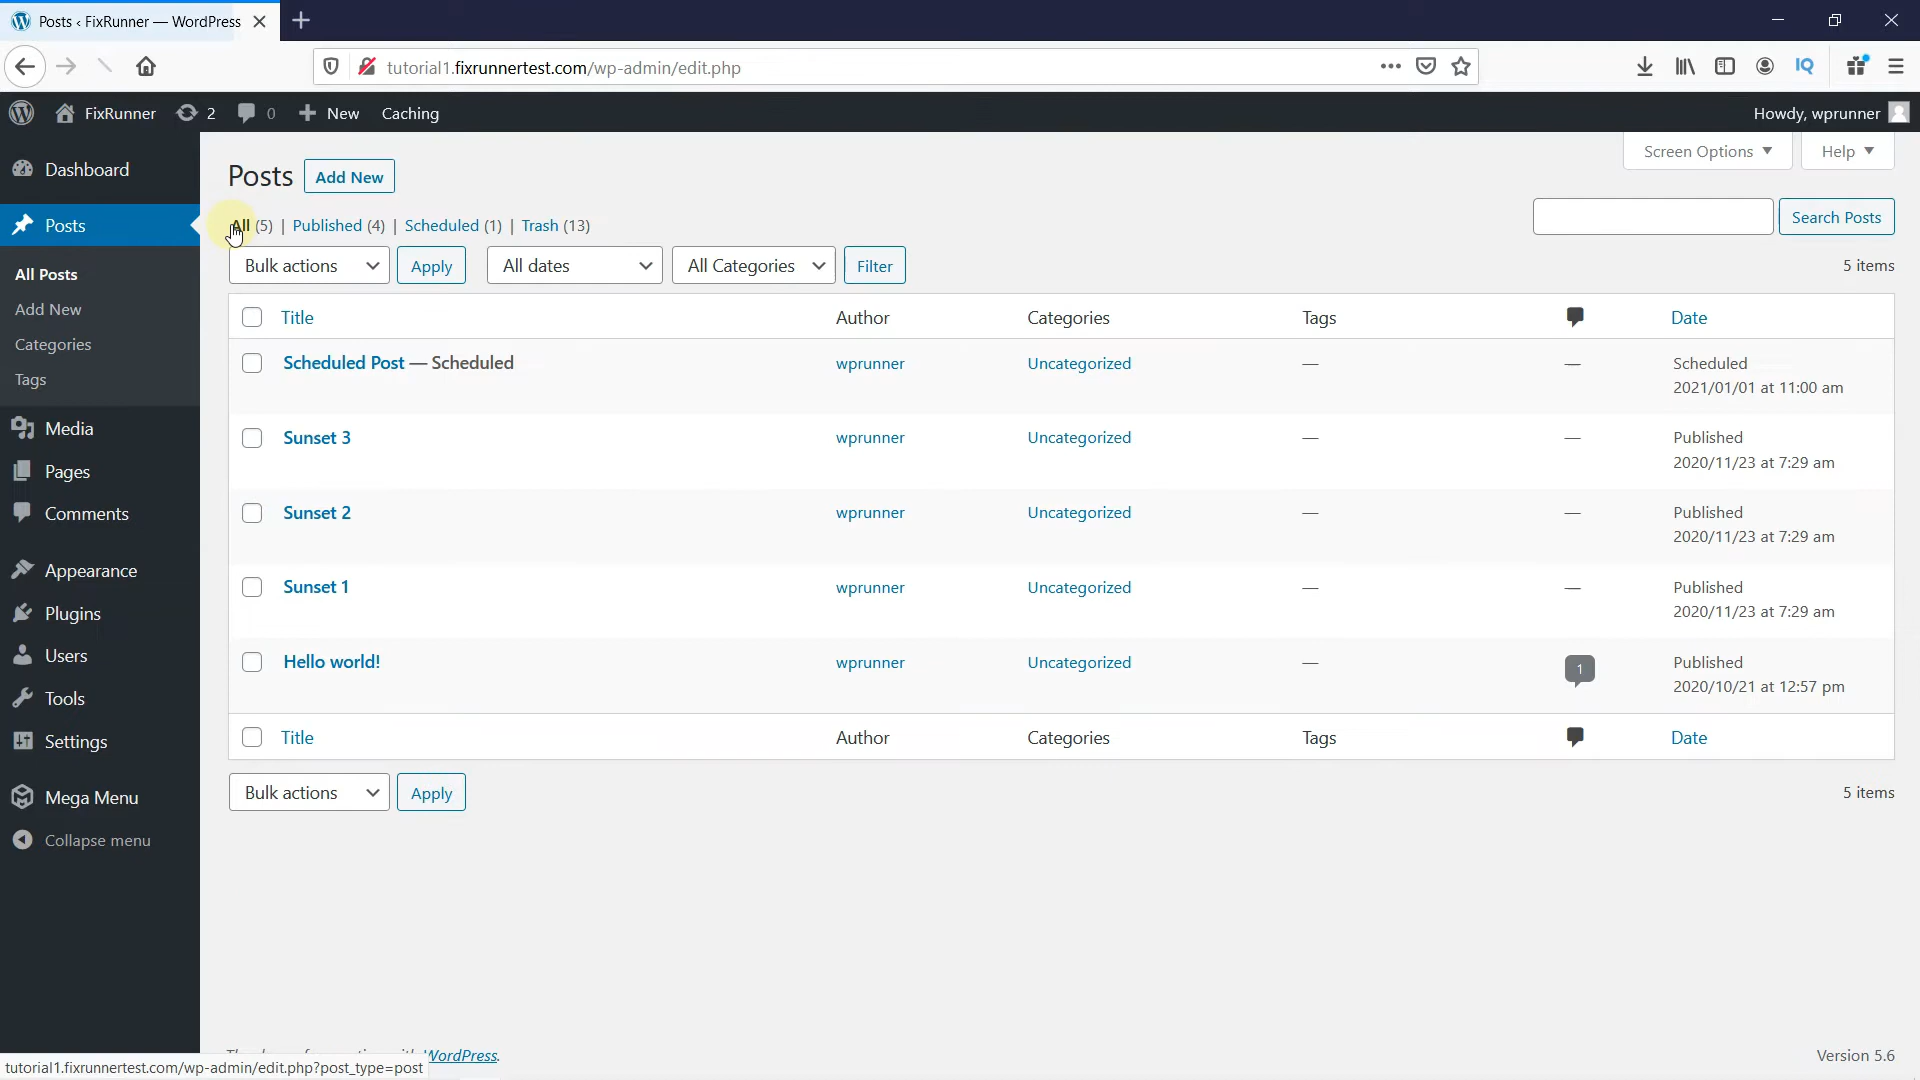 Posts ‹ FixRunner — WordPress
tutorial1.fixrunnertest.com/wp-admin/edit.php
IQ
FixRunner 2 0 New Caching Howdy, wprunner
Dashboard
Posts
All Posts
Add New
Categories
Tags
Media
Pages
Comments
Appearance
Plugins
Users
Tools
Settings
Mega Menu
Collapse menu
Screen Options Help
Posts Add New
All (5) | Published (4) | Scheduled (1) | Trash (13)
Search Posts
Bulk actions Apply All dates All Categories Filter 5 items
Title Author Categories Tags Date
Scheduled Post — Scheduled wprunner Uncategorized — — Scheduled
2021/01/01 at 11:00 am
Sunset 3 wprunner Uncategorized — — Published
2020/11/23 at 7:29 am
Sunset 2 wprunner Uncategorized — — Published
2020/11/23 at 7:29 am
Sunset 1 wprunner Uncategorized — — Published
2020/11/23 at 7:29 am
Hello world! wprunner Uncategorized — 1 Published
2020/10/21 at 12:57 pm
Title Author Categories Tags Date
Bulk actions Apply 5 items
WordPress. Version 5.6
tutorial1.fixrunnertest.com/wp-admin/edit.php?post_type=post